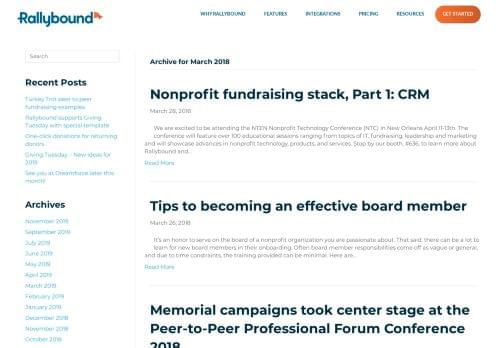 Rallybound
WHY RALLYBOUND
FEATURES
INTEGRATIONS
PRICING
RESOURCES
GET STARTED
Search
Recent Posts
Turkey Trot peer to peer
fundraising examples
Rallybound supports Giving
Tuesday with special template
One-click donations for returning
donors
Giving Tuesday – New ideas for
2019
See you at Dreamforce later this
month!
Archives
November 2019
September 2019
July 2019
June 2019
May 2019
April 2019
March 2019
February 2019
January 2019
December 2018
November 2018
October 2018
Archive for March 2018
Nonprofit fundraising stack, Part 1: CRM
March 28, 2018
We are excited to be attending the NTEN Nonprofit Technology Conference (NTC) in New Orleans April 11-13th. The
conference will feature over 100 educational sessions ranging from topics of IT, fundraising, leadership and marketing
and will showcase advances in nonprofit technology, products, and services. Stop by our booth, #636, to learn more about
Rallybound and...
Read More
Tips to becoming an effective board member
March 26, 2018
It's an honor to serve on the board of a nonprofit organization you are passionate about. That said, there can be a lot to
learn for new board members in their onboarding. Often board member responsibilities come off as vague or general,
and due to time constraints, the training provided can be minimal. Here are...
Read More
Memorial campaigns took center stage at the
Peer-to-Peer Professional Forum Conference
2018